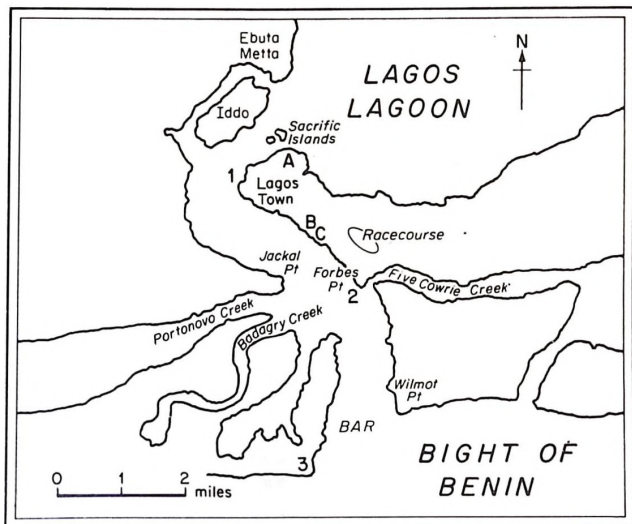 Ebuta
Metta
LAGOS
LAGOON
N
Iddo
Sacrific
Islands
A
1
Lagos
Town
B
C
Racecourse
Jackal
Pt
Forbes
Pt
2
Five Cowrie Creek
Portonovo Creek
Badagry Creek
Wilmot
Pt
BAR
3
BIGHT OF
BENIN
0 1 2
miles